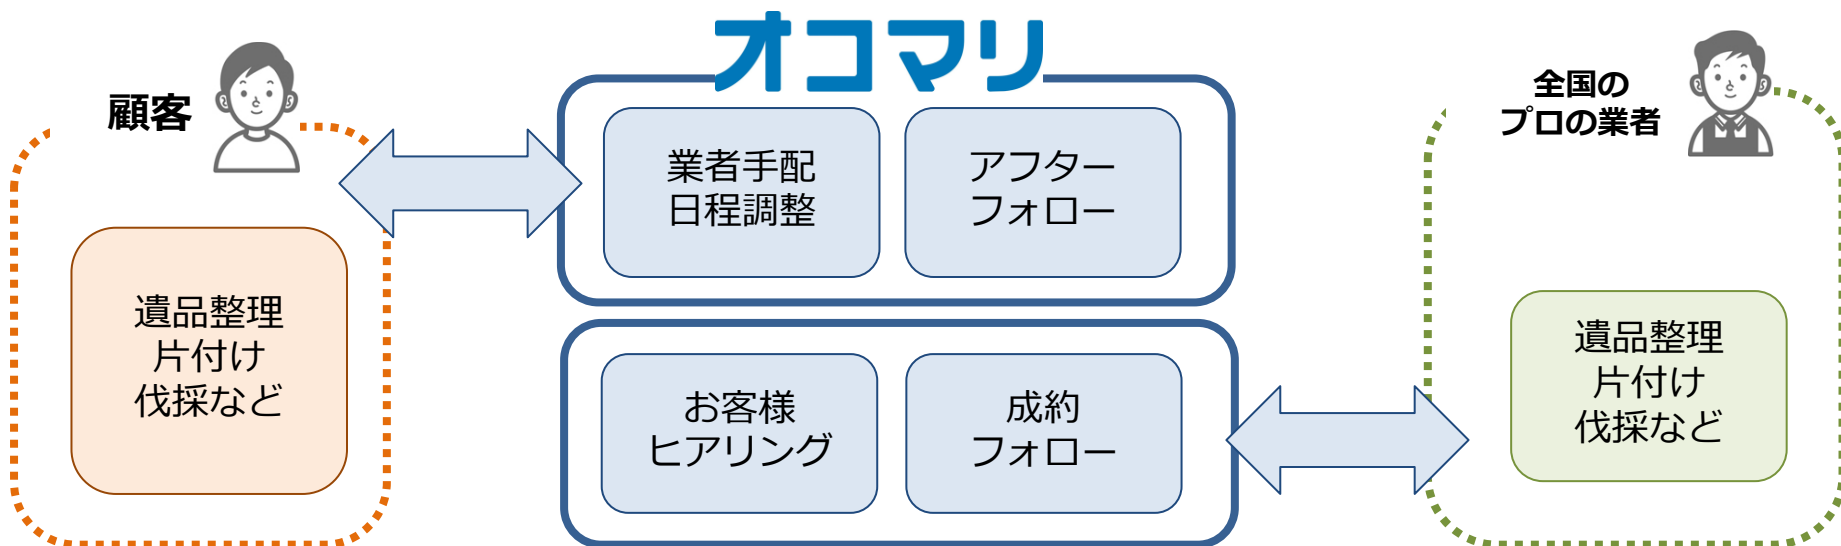 オコマリ
顧客
遺品整理
片付け
伐採など
業者手配
日程調整
アフター
フォロー
お客様
ヒアリング
成約
フォロー
全国の
プロの業者
遺品整理
片付け
伐採など